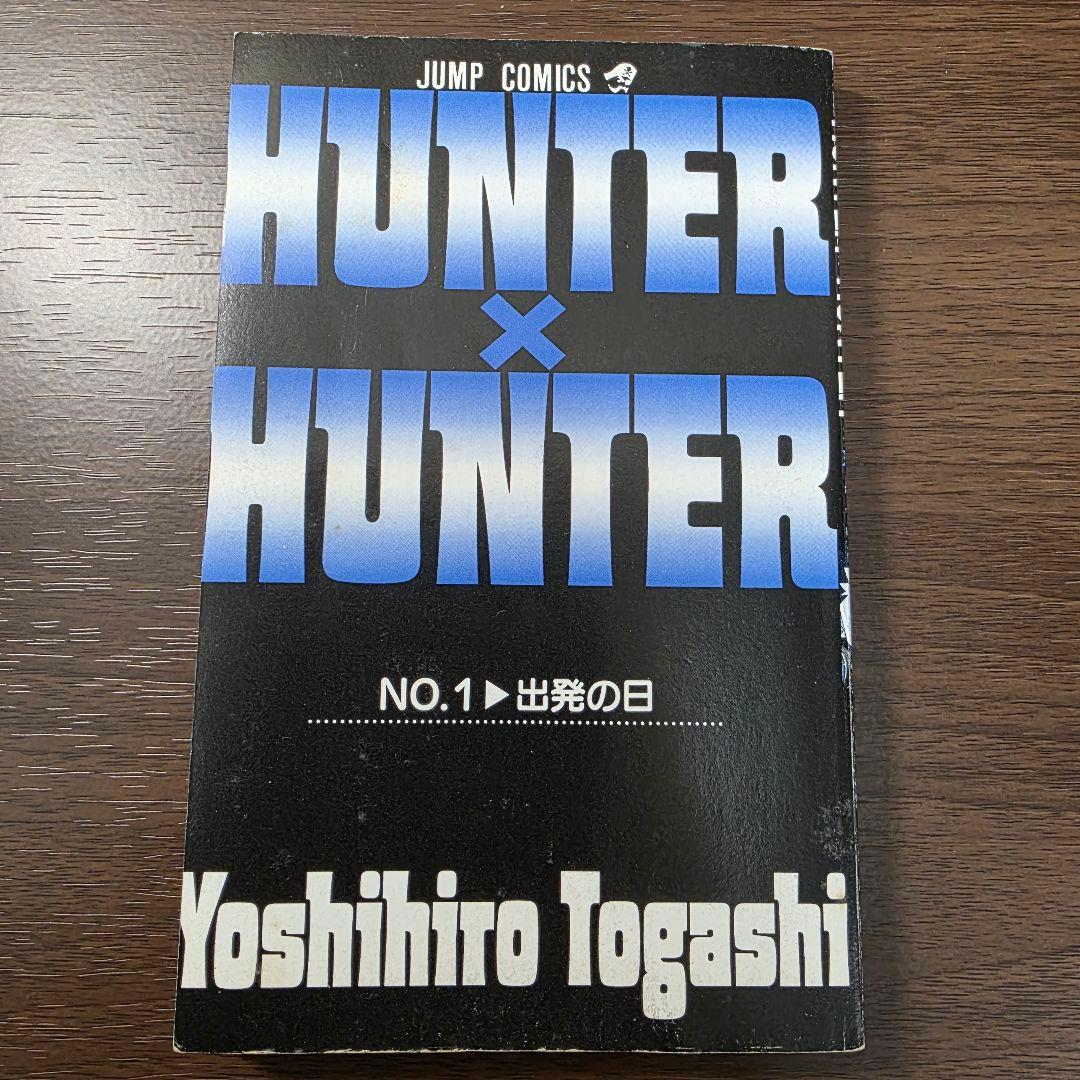 JUMP COMICS
HUNTER
×
HUNTER
NO.1▶出発の日
Yoshihiro Togashi